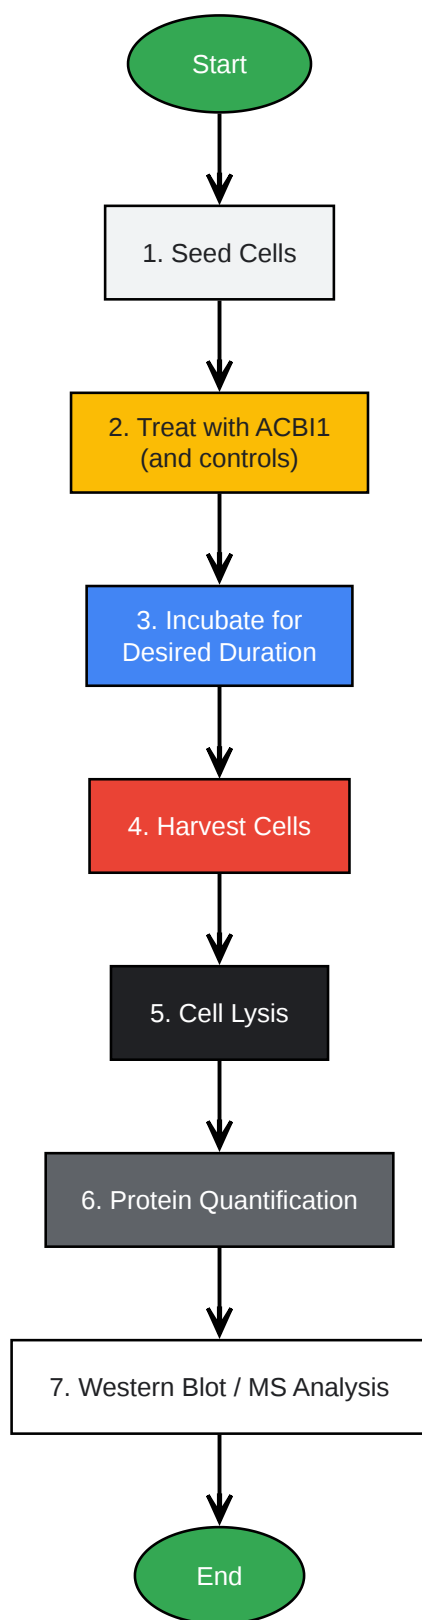 Start
1. Seed Cells
2. Treat with ACBI1
(and controls)
3. Incubate for
Desired Duration
4. Harvest Cells
5. Cell Lysis
6. Protein Quantification
7. Western Blot / MS Analysis
End